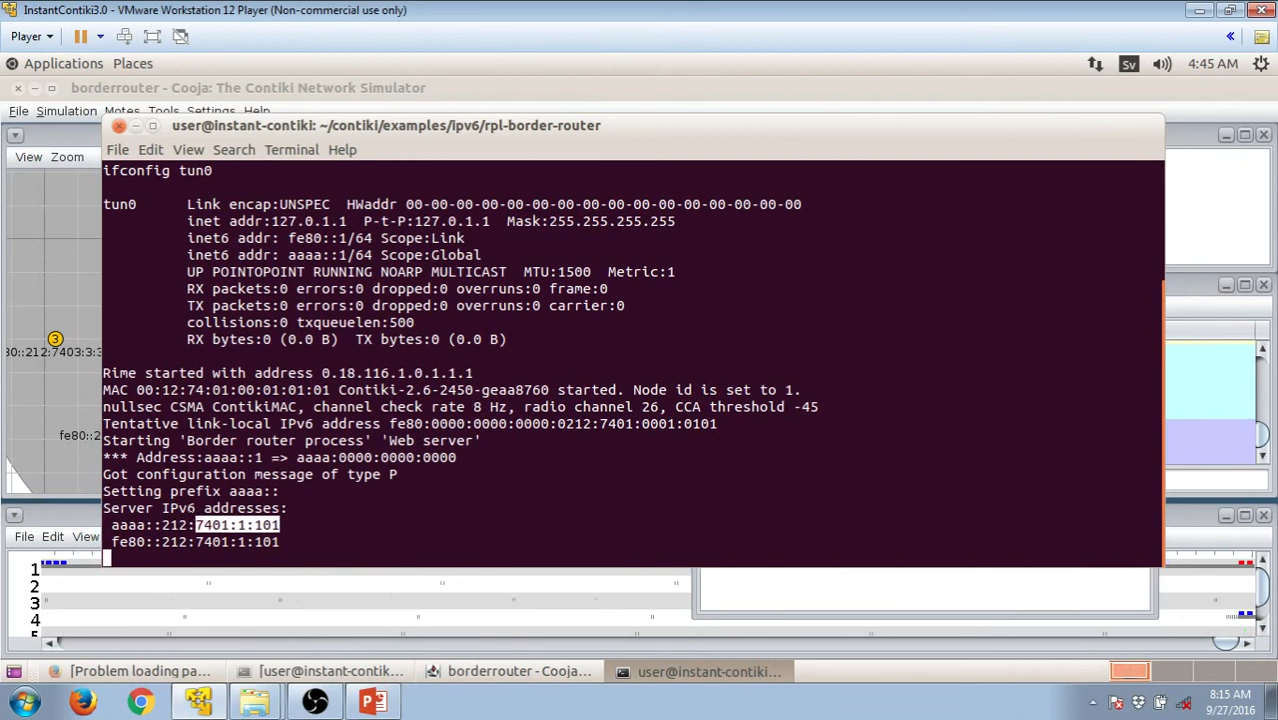 InstantContiki3.0 - VMware Workstation 12 Player (Non-commercial use only)
Player
Applications Places Sv 4:45 AM
borderrouter - Cooja: The Contiki Network Simulator
File Simulation Motes Tools Settings Help
user@instant-contiki: ~/contiki/examples/ipv6/rpl-border-router
View Zoom
File Edit View Search Terminal Help
ifconfig tun0
tun0 Link encap:UNSPEC HWaddr 00-00-00-00-00-00-00-00-00-00-00-00-00-00-00-00
inet addr:127.0.1.1 P-t-P:127.0.1.1 Mask:255.255.255.255
inet6 addr: fe80::1/64 Scope:Link
inet6 addr: aaaa::1/64 Scope:Global
UP POINTOPOINT RUNNING NOARP MULTICAST MTU:1500 Metric:1
RX packets:0 errors:0 dropped:0 overruns:0 frame:0
TX packets:0 errors:0 dropped:0 overruns:0 carrier:0
collisions:0 txqueuelen:500
RX bytes:0 (0.0 B) TX bytes:0 (0.0 B)
3
80::212:7403:3:3
Rime started with address 0.18.116.1.0.1.1.1
MAC 00:12:74:01:00:01:01:01 Contiki-2.6-2450-geaa8760 started. Node id is set to 1.
nullsec CSMA ContikiMAC, channel check rate 8 Hz, radio channel 26, CCA threshold -45
Tentative link-local IPv6 address fe80:0000:0000:0000:0212:7401:0001:0101
fe80::2
Starting 'Border router process' 'Web server'
*** Address:aaaa::1 => aaaa:0000:0000:0000
Got configuration message of type P
Setting prefix aaaa::
Server IPv6 addresses:
aaaa::212:7401:1:101
fe80::212:7401:1:101
File Edit View
1
2
3
4
5
[Problem loading pa... [user@instant-contik... borderrouter - Cooja... user@instant-contiki...
8:15 AM
9/27/2016